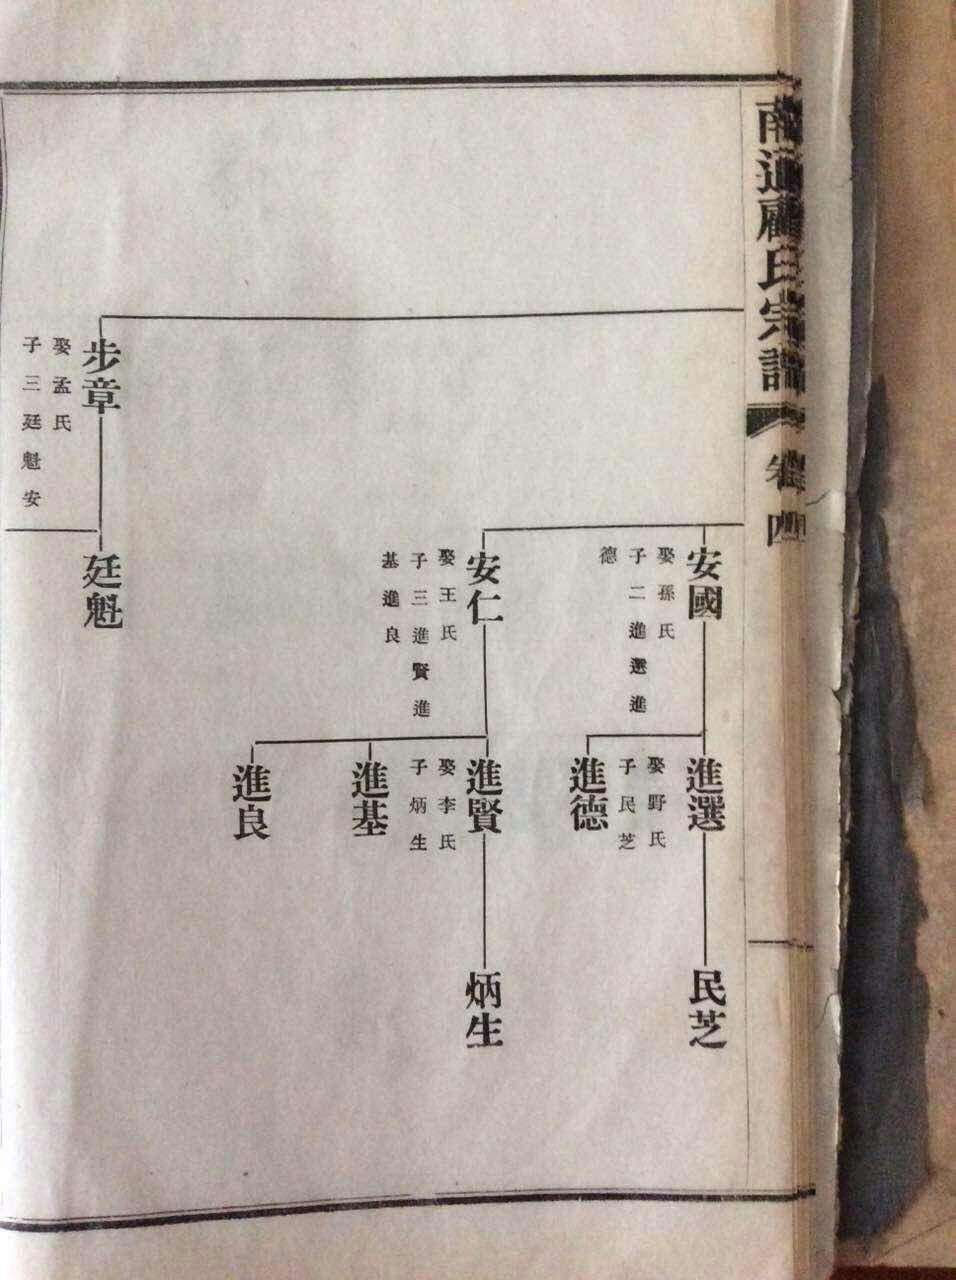 南通顧氏宗譜
卷四
安國
娶孫氏
子二進選進
德
進選
娶野氏
子民芝
民芝
進德
安仁
娶王氏
子三進賢進
基進良
進賢
娶李氏
子炳生
炳生
進基
進良
步章
娶孟氏
子三廷魁安
廷魁